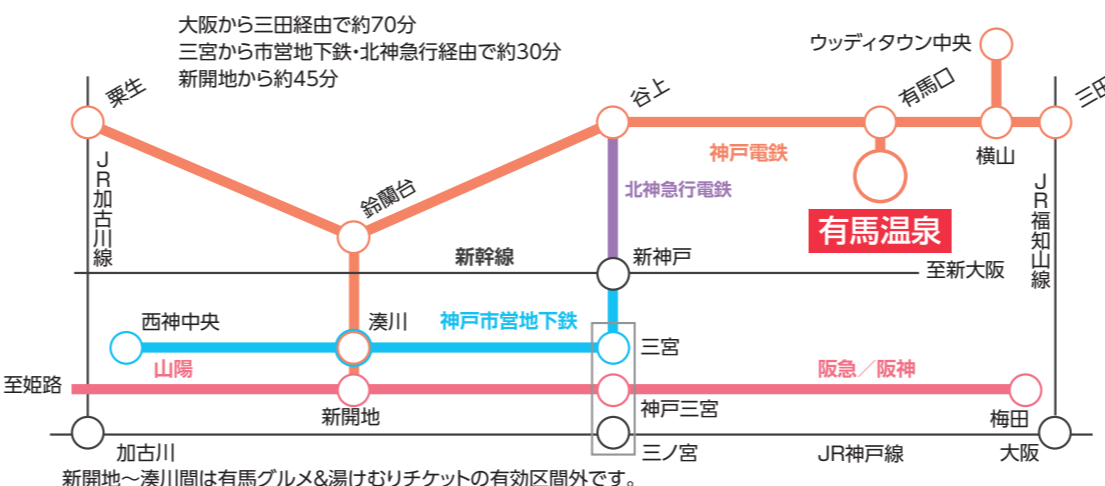 大阪から三田経由で約70分
三宮から市営地下鉄・北神急行経由で約30分
新開地から約45分
ウッディタウン中央
粟生
谷上
有馬口
三田
横山
神戸電鉄
北神急行電鉄
JR加古川線
JR福知山線
鈴蘭台
有馬温泉
新幹線
新神戸
至新大阪
西神中央
湊川
神戸市営地下鉄
三宮
山陽
阪急／阪神
至姫路
新開地
神戸三宮
梅田
加古川
三ノ宮
JR神戸線
大阪
新開地～湊川間は有馬グルメ&湯けむりチケットの有効区間外です。